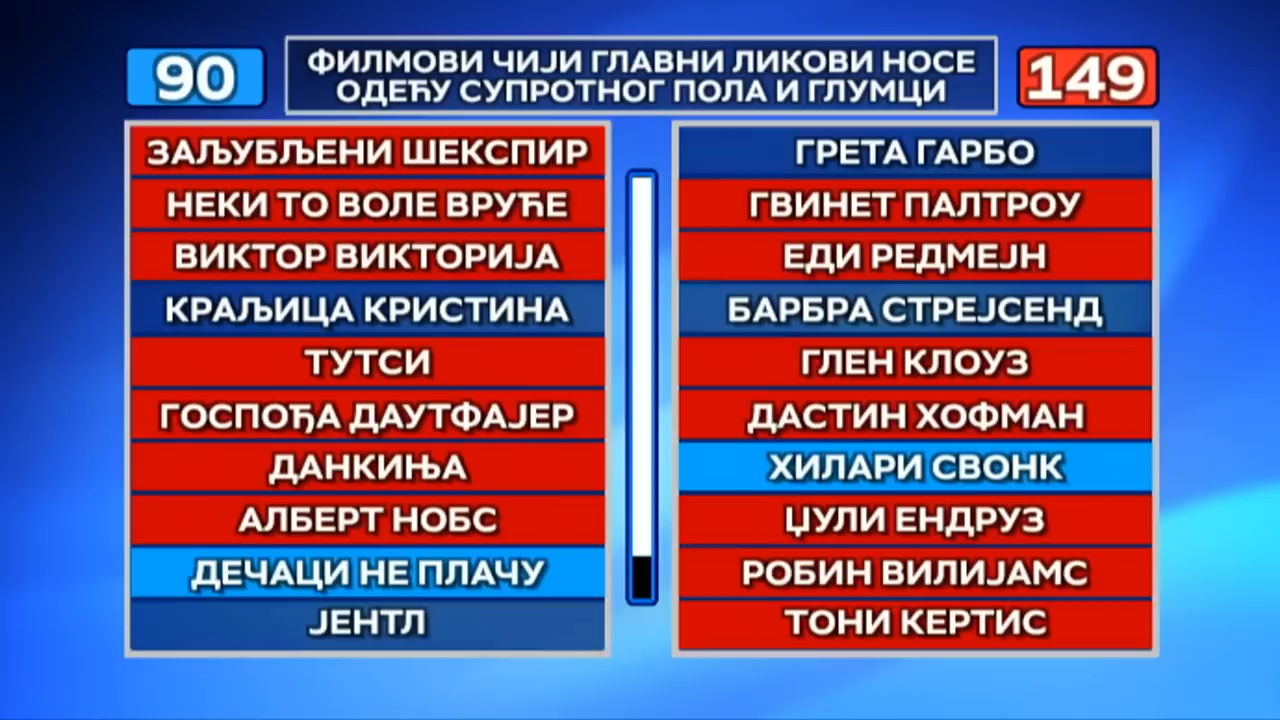 90
ФИЛМОВИ ЧИЈИ ГЛАВНИ ЛИКОВИ НОСЕ
ОДЕЋУ СУПРОТНОГ ПОЛА И ГЛУМЦИ
149
ЗАЉУБЉЕНИ ШЕКСПИР
НЕКИ ТО ВОЛЕ ВРУЋЕ
ВИКТОР ВИКТОРИЈА
КРАЉИЦА КРИСТИНА
ТУТСИ
ГОСПОЂА ДАУТФАЈЕР
ДАНКИЊА
АЛБЕРТ НОБС
ДЕЧАЦИ НЕ ПЛАЧУ
ЈЕНТЛ
ГРЕТА ГАРБО
ГВИНЕТ ПАЛТРОУ
ЕДИ РЕДМЕЈН
БАРБРА СТРЕЈСЕНД
ГЛЕН КЛОУЗ
ДАСТИН ХОФМАН
ХИЛАРИ СВОНК
ЏУЛИ ЕНДРУЗ
РОБИН ВИЛИЈАМС
ТОНИ КЕРТИС